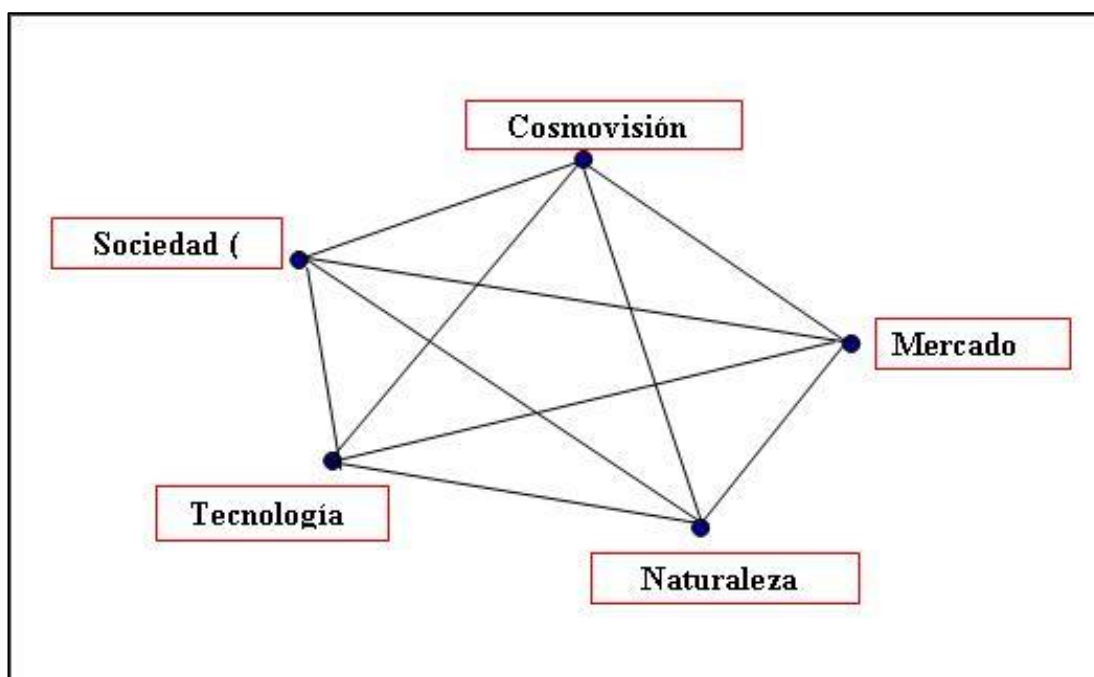 Cosmovisión
Sociedad (
Mercado
Tecnología
Naturaleza